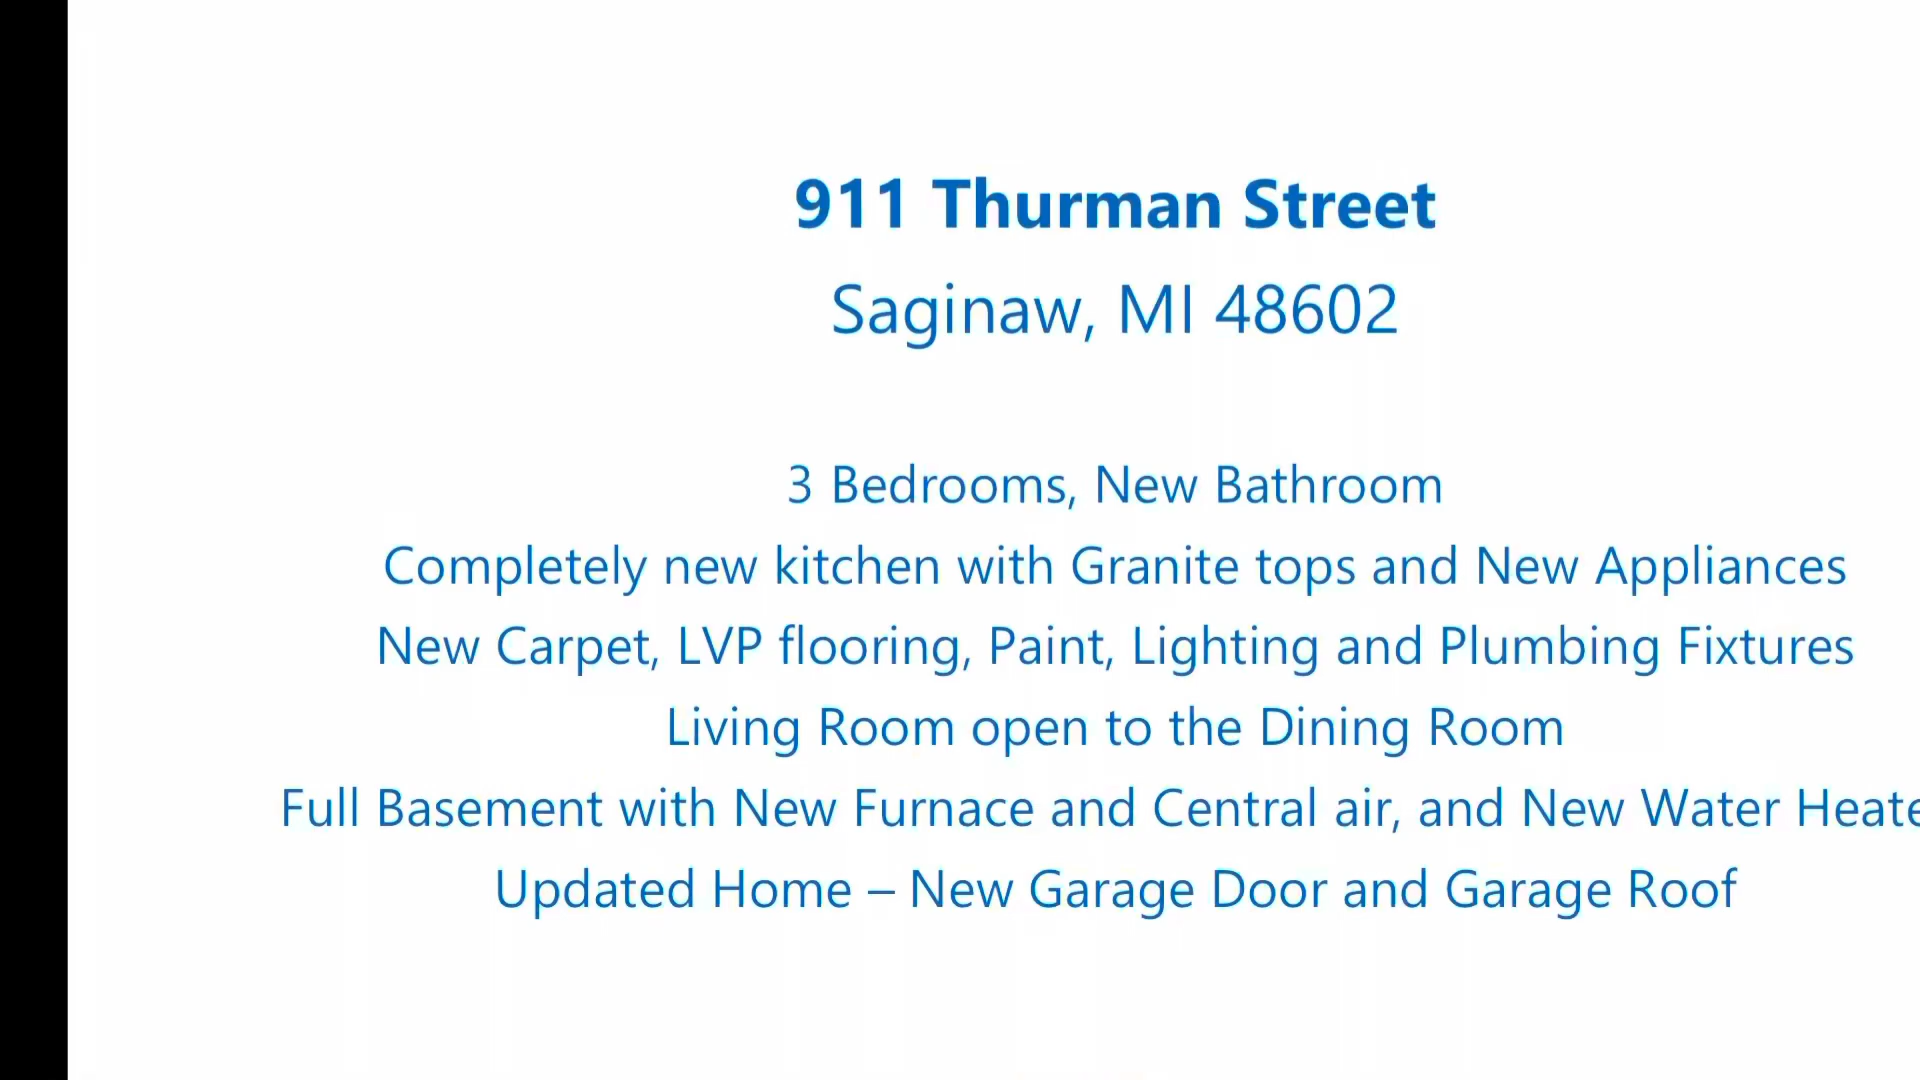 911 Thurman Street
Saginaw, MI 48602
3 Bedrooms, New Bathroom
Completely new kitchen with Granite tops and New Appliances
New Carpet, LVP flooring, Paint, Lighting and Plumbing Fixtures
Living Room open to the Dining Room
Full Basement with New Furnace and Central air, and New Water Heate
Updated Home – New Garage Door and Garage Roof